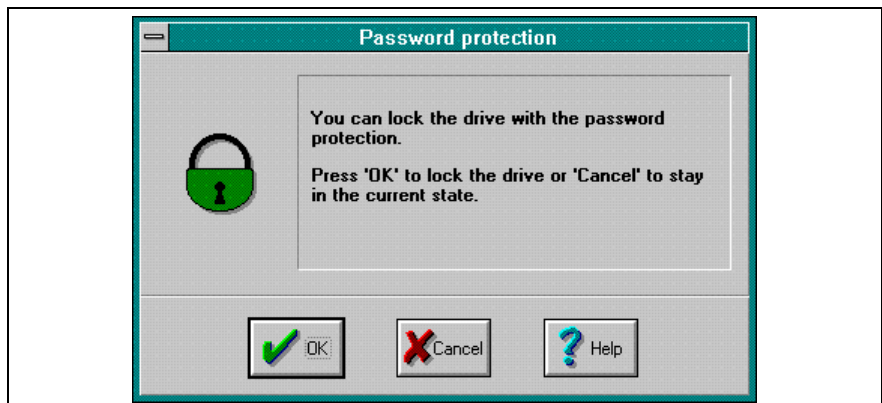 Password protection
You can lock the drive with the password
protection.
Press 'OK' to lock the drive or 'Cancel' to stay
in the current state.
OK
Cancel
Help